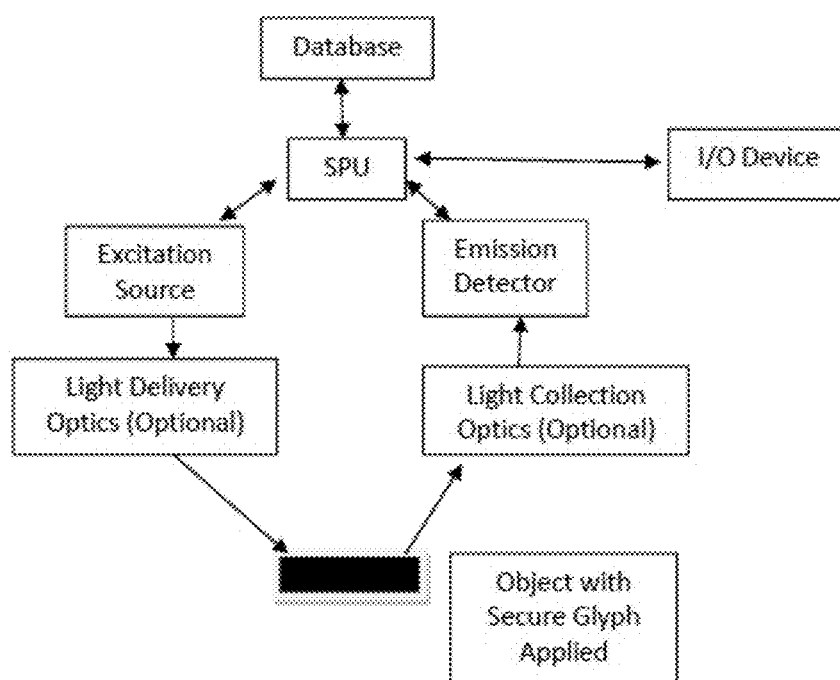 Database
SPU
I/O Device
Excitation
Source
Emission
Detector
Light Delivery
Optics (Optional)
Light Collection
Optics (Optional)
Object with
Secure Glyph
Applied